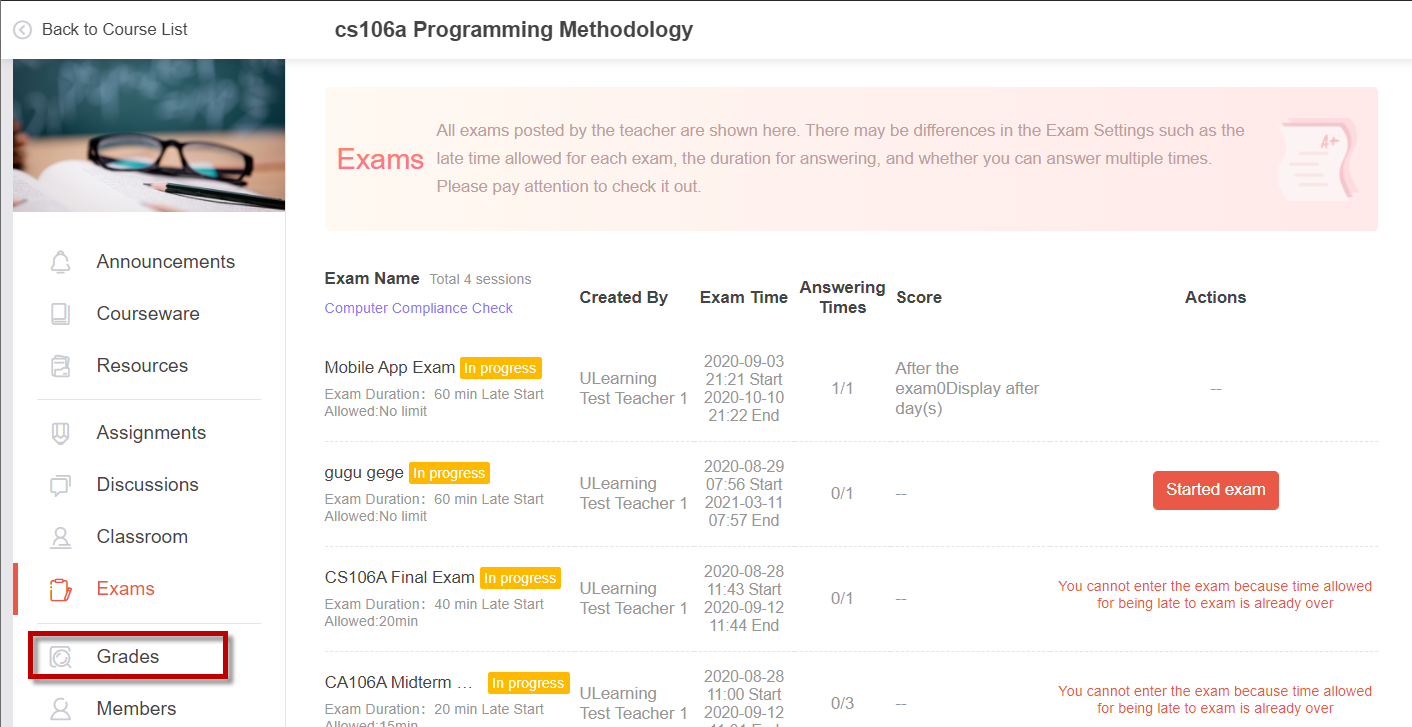 Back to Course List
cs106a Programming Methodology
Exams
All exams posted by the teacher are shown here. There may be differences in the Exam Settings such as the
late time allowed for each exam, the duration for answering, and whether you can answer multiple times.
Please pay attention to check it out.
A+
Announcements
Courseware
Resources
Assignments
Discussions
Classroom
Exams
Grades
Members
Exam Name Total 4 sessions
Computer Compliance Check
Created By
Exam Time
Answering
Times
Score
Actions
Mobile App Exam In progress
Exam Duration：60 min Late Start
Allowed:No limit
ULearning
Test Teacher 1
2020-09-03
21:21 Start
2020-10-10
21:22 End
1/1
After the
exam0Display after
day(s)
--
gugu gege In progress
Exam Duration：60 min Late Start
Allowed:No limit
ULearning
Test Teacher 1
2020-08-29
07:56 Start
2021-03-11
07:57 End
0/1
--
Started exam
CS106A Final Exam In progress
Exam Duration：40 min Late Start
Allowed:20min
ULearning
Test Teacher 1
2020-08-28
11:43 Start
2020-09-12
11:44 End
0/1
--
You cannot enter the exam because time allowed
for being late to exam is already over
CA106A Midterm … In progress
Exam Duration：20 min Late Start
Allowed:15min
ULearning
Test Teacher 1
2020-08-28
11:00 Start
2020-09-12
0/3
--
You cannot enter the exam because time allowed
for being late to exam is already over